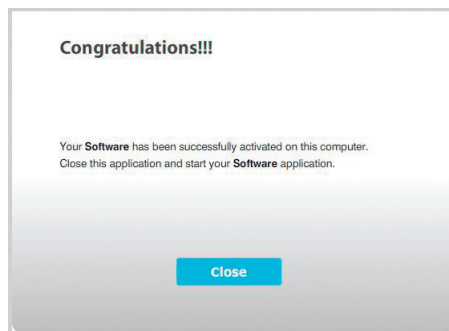 Congratulations!!!
Your Software has been successfully activated on this computer.
Close this application and start your Software application.
Close